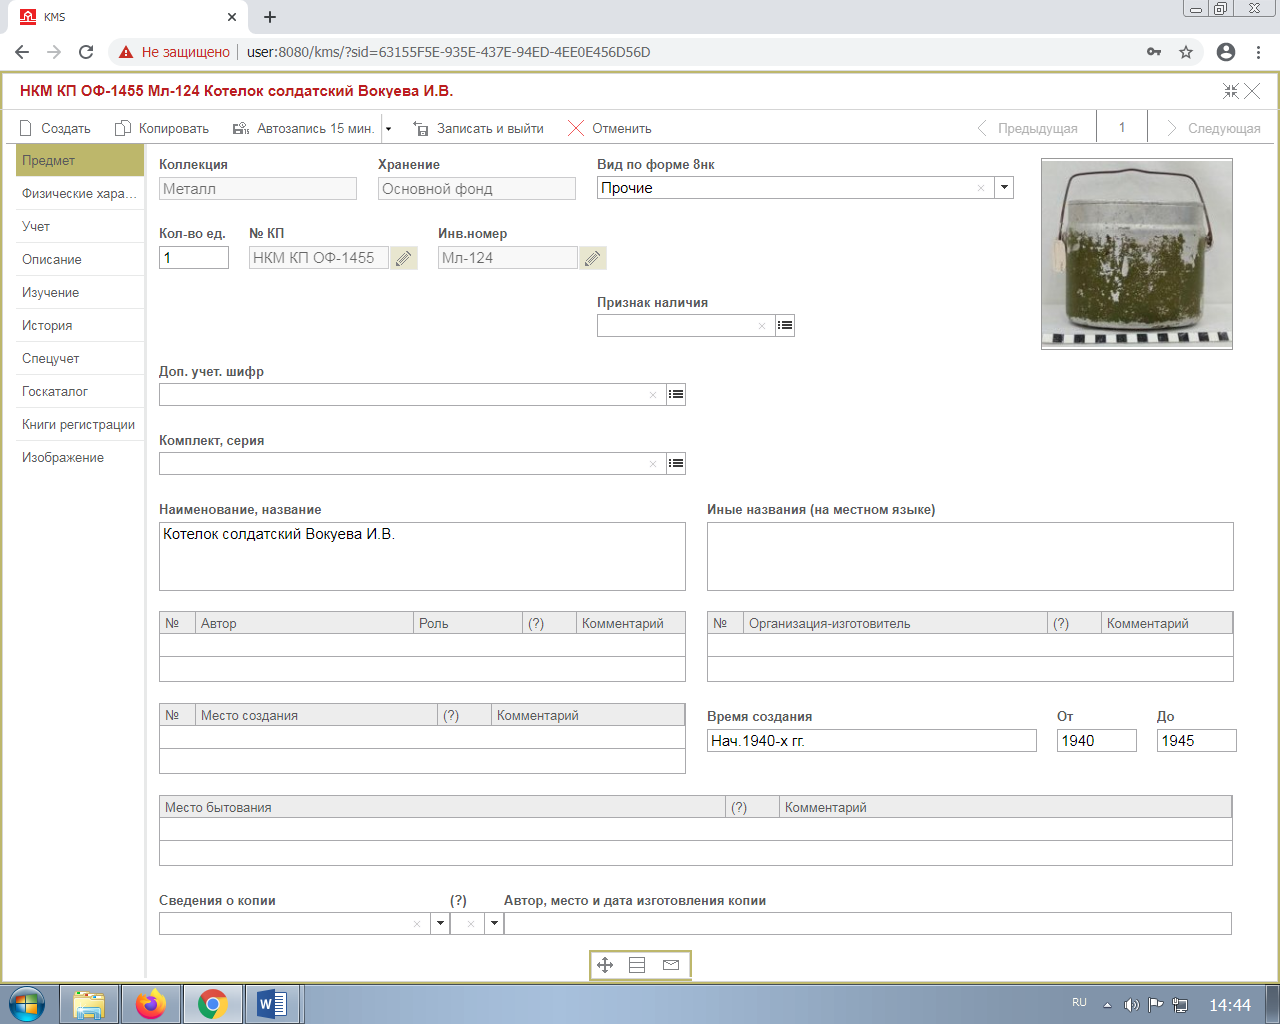 KMS
Не защищено
user:8080/kms/?sid=63155F5E-935E-437E-94ED-4EE0E456D56D
НКМ КП ОФ-1455 Мл-124 Котелок солдатский Вокуева И.В.
Создать Копировать Автозапись 15 мин. Записать и выйти Отменить Предыдущая 1 Следующая
Предмет
Физические хара...
Учет
Описание
Изучение
История
Спецучет
Госкаталог
Книги регистрации
Изображение
Коллекция Хранение Вид по форме 8нк
Металл Основной фонд Прочие
Кол-во ед. № КП Инв.номер
1 НКМ КП ОФ-1455 Мл-124
Признак наличия
Доп. учет. шифр
Комплект, серия
Наименование, название Иные названия (на местном языке)
Котелок солдатский Вокуева И.В.
№ Автор Роль (?) Комментарий № Организация-изготовитель (?) Комментарий
№ Место создания (?) Комментарий Время создания От До
Нач.1940-х гг. 1940 1945
Место бытования (?) Комментарий
Сведения о копии (?) Автор, место и дата изготовления копии
RU 14:44